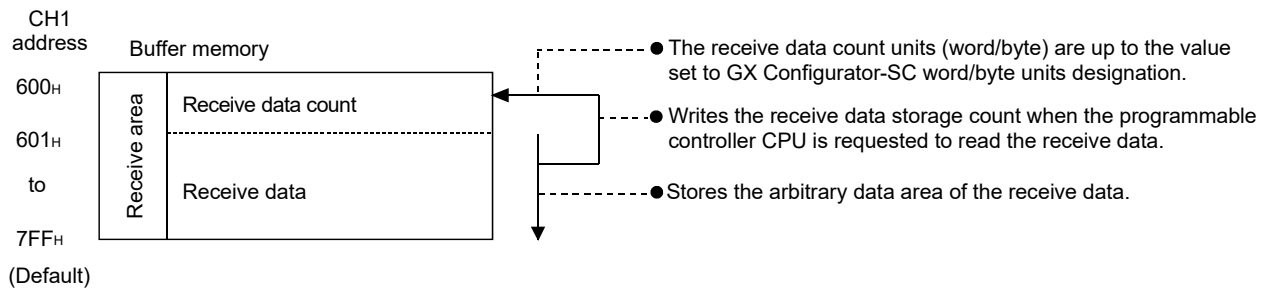 CH1
address
Buffer memory
600H
601H
to
7FFH
(Default)
Receive area
Receive data count
Receive data
● The receive data count units (word/byte) are up to the value
set to GX Configurator-SC word/byte units designation.
● Writes the receive data storage count when the programmable
controller CPU is requested to read the receive data.
● Stores the arbitrary data area of the receive data.